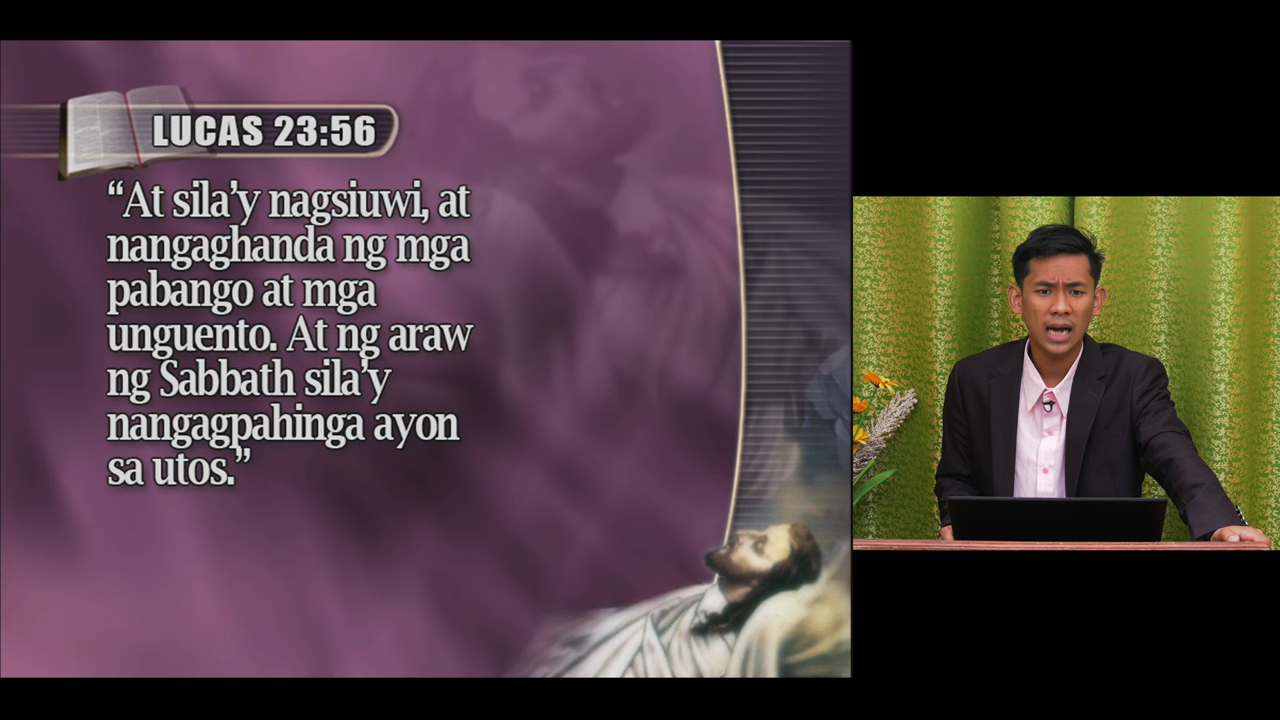 LUCAS 23:56
“At sila’y nagsiuwi, at
nangaghanda ng mga
pabango at mga
unguento. At ng araw
ng Sabbath sila’y
nangagpahinga ayon
sa utos.”